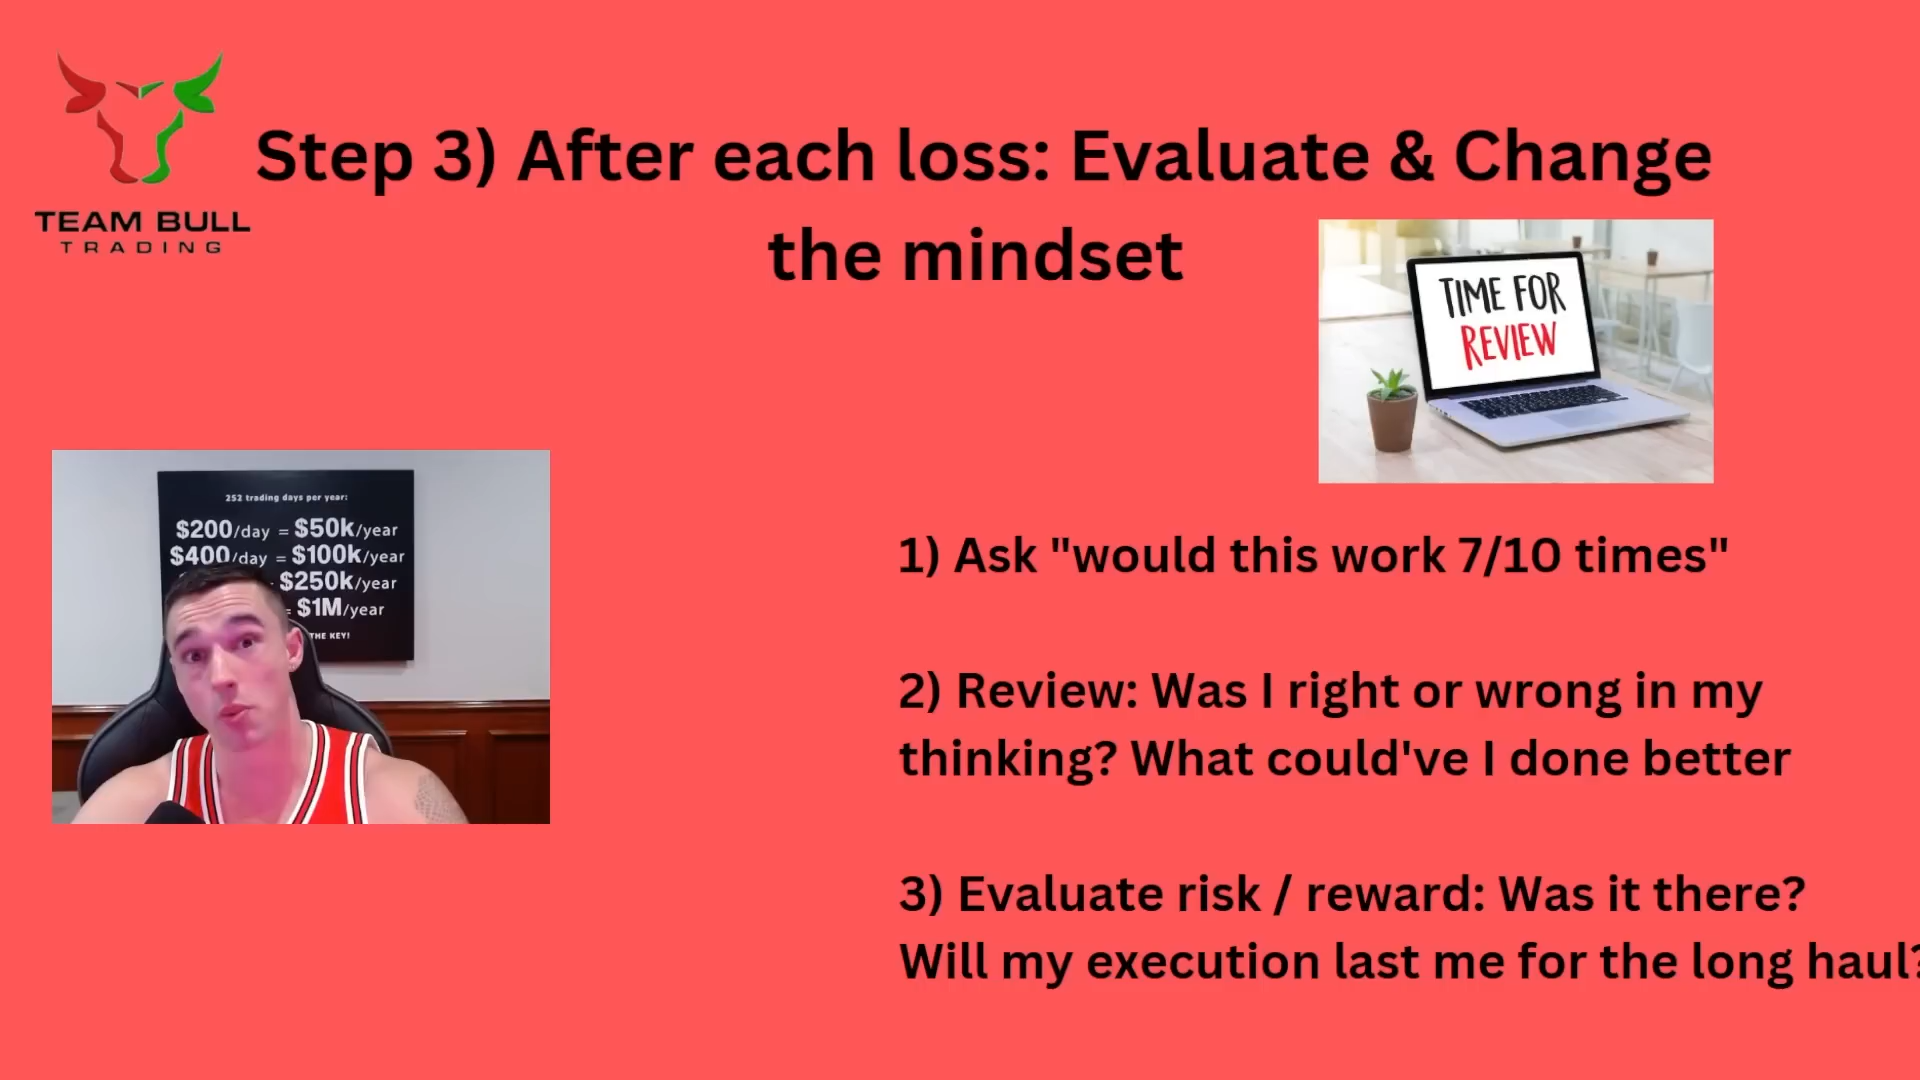 TEAM BULL
TRADING
Step 3) After each loss: Evaluate & Change
the mindset
TIME FOR
REVIEW
252 trading days per year:
$200/day = $50k/year
$400/day = $100k/year
$250k/year
= $1M/year
THE KEY!
1) Ask "would this work 7/10 times"
2) Review: Was I right or wrong in my
thinking? What could've I done better
3) Evaluate risk / reward: Was it there?
Will my execution last me for the long haul?